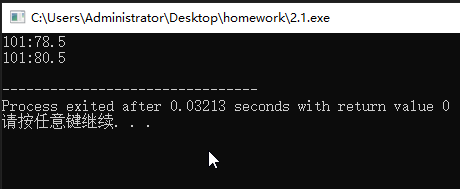 C:\Users\Administrator\Desktop\homework\2.1.exe
101:78.5
101:80.5
--------------------------------
Process exited after 0.03213 seconds with return value 0
请按任意键继续. . .